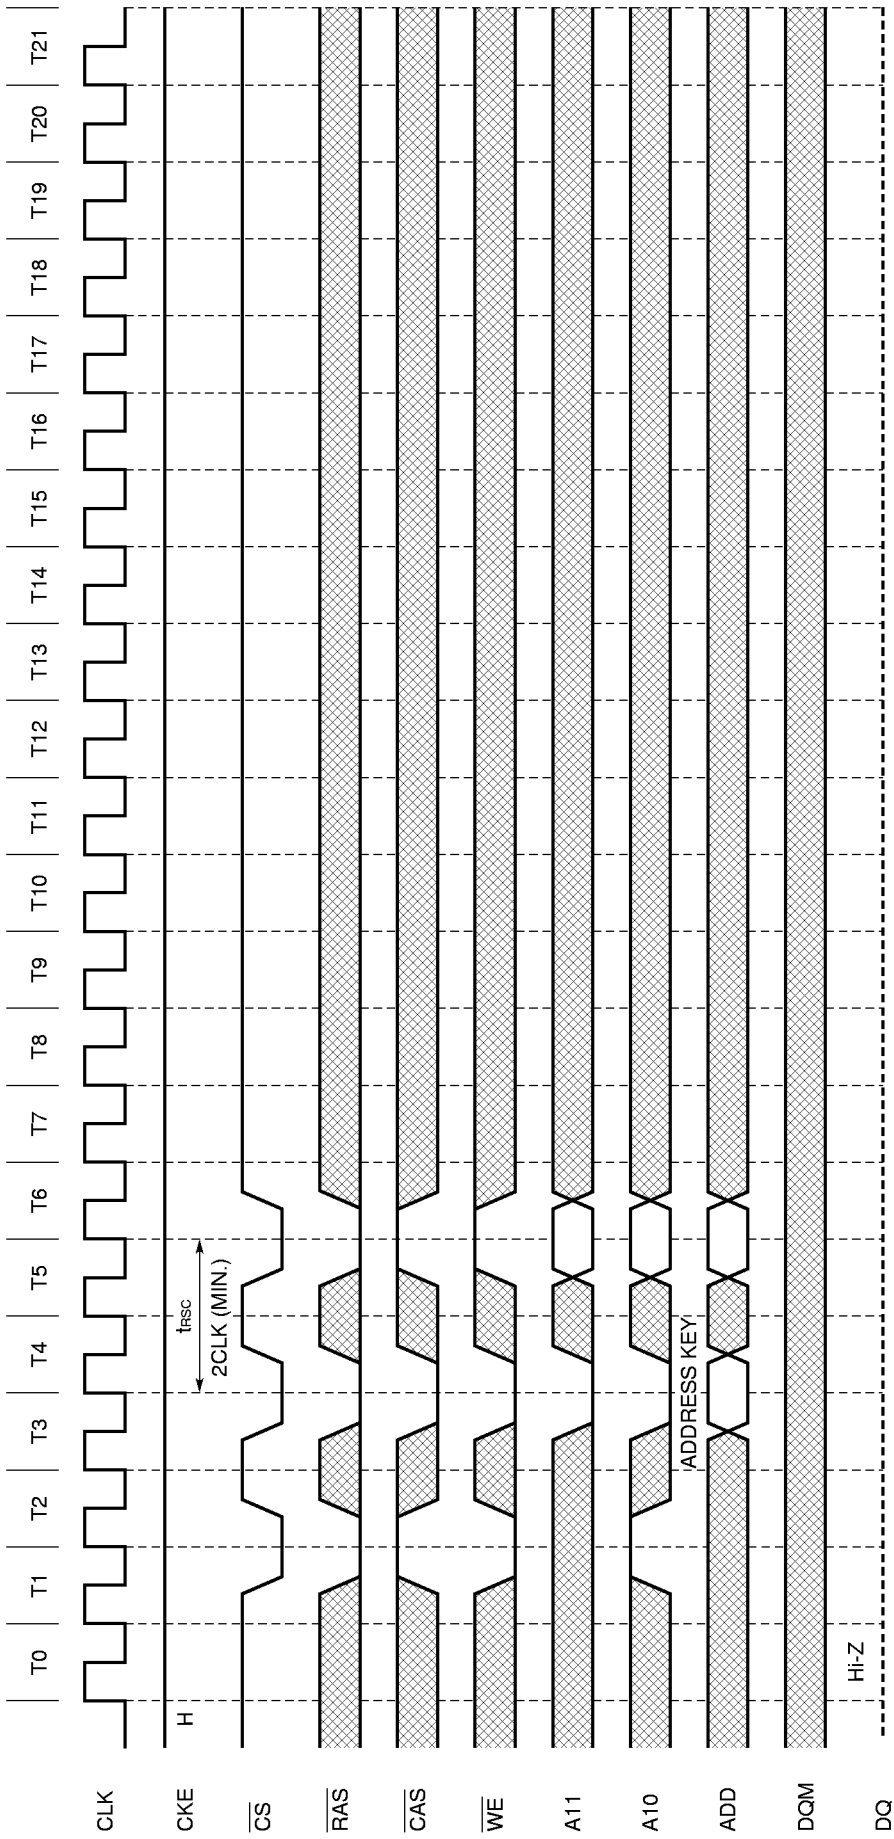 T0
T1
T2
T3
T4
T5
T6
T7
T8
T9
T10
T11
T12
T13
T14
T15
T16
T17
T18
T19
T20
T21
CLK
CKE
H
tRSC
2CLK (MIN.)
CS
RAS
CAS
WE
A11
A10
ADDRESS KEY
ADD
DQM
Hi-Z
DQ